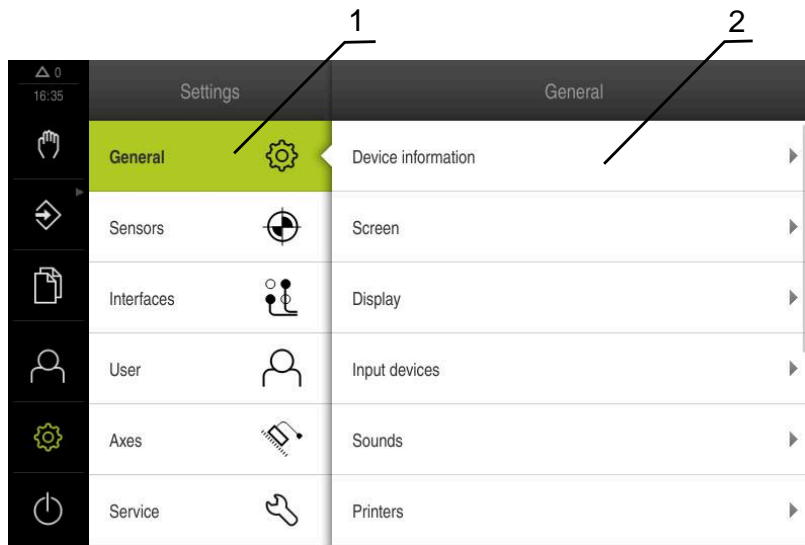 1
2
0
16:35
Settings
General
General
Device information
Sensors
Screen
Interfaces
Display
User
Input devices
Axes
Sounds
Service
Printers